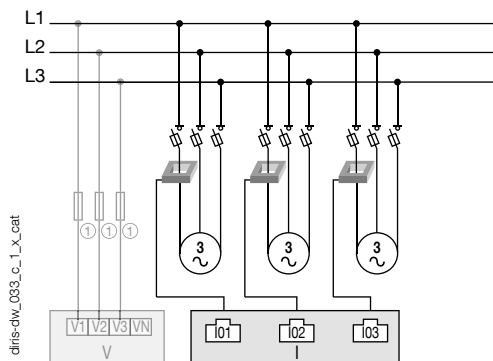 L1
L2
L3
1 1 1
3 3 3
V1 V2 V3 VN
V
I01 I02 I03
I
diris-dw_033_c_1_x_cat